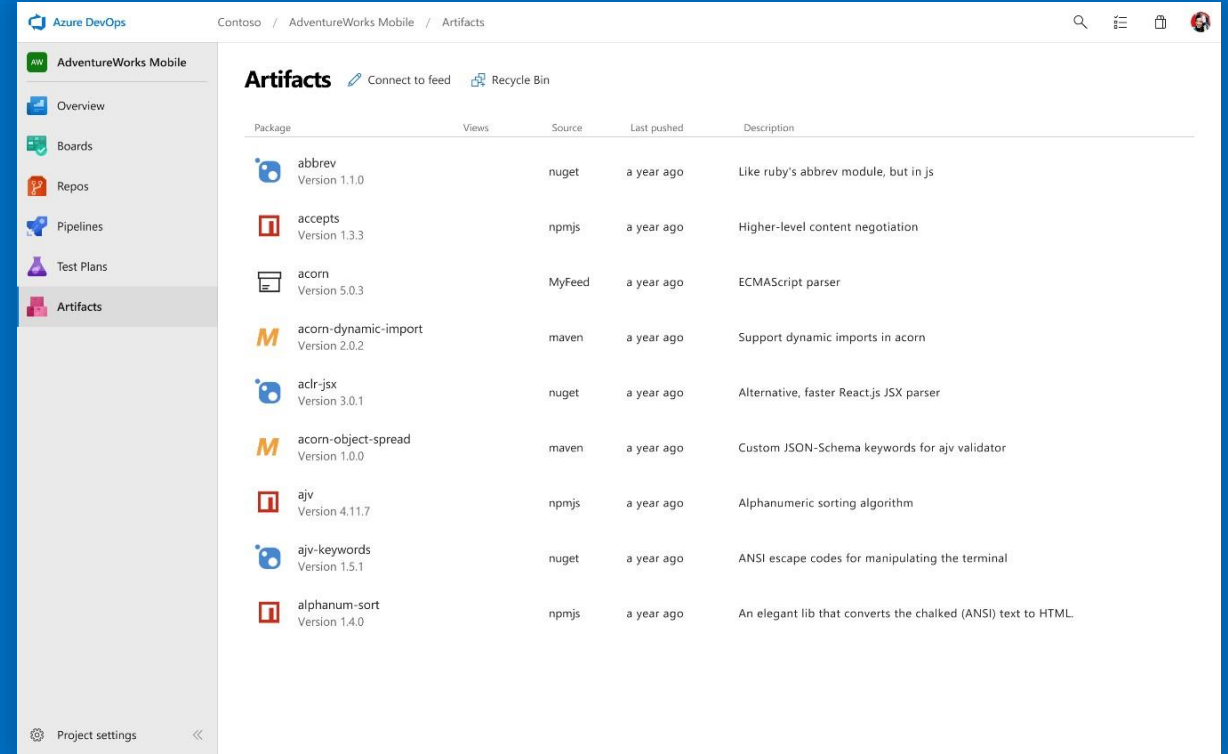 Azure DevOps
Contoso / AdventureWorks Mobile / Artifacts
AW AdventureWorks Mobile
Overview
Boards
Repos
Pipelines
Test Plans
Artifacts
Project settings
Artifacts Connect to feed Recycle Bin
Package Views Source Last pushed Description
abbrev
Version 1.1.0
nuget a year ago Like ruby's abbrev module, but in js
accepts
Version 1.3.3
npmjs a year ago Higher-level content negotiation
acorn
Version 5.0.3
MyFeed a year ago ECMAScript parser
acorn-dynamic-import
Version 2.0.2
maven a year ago Support dynamic imports in acorn
aclr-jsx
Version 3.0.1
nuget a year ago Alternative, faster React.js JSX parser
acorn-object-spread
Version 1.0.0
maven a year ago Custom JSON-Schema keywords for ajv validator
ajv
Version 4.11.7
npmjs a year ago Alphanumeric sorting algorithm
ajv-keywords
Version 1.5.1
nuget a year ago ANSI escape codes for manipulating the terminal
alphanum-sort
Version 1.4.0
npmjs a year ago An elegant lib that converts the chalked (ANSI) text to HTML.